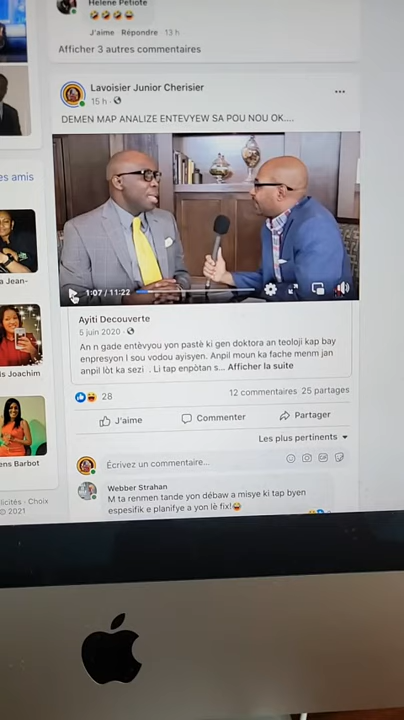 Helene Petiote
J'aime Répondre 13 h
Afficher 3 autres commentaires
Lavoisier Junior Cherisier
15 h
DEMEN MAP ANALIZE ENTEVYEW SA POU NOU OK....
es amis
1:07 / 11:22
a Jean-
Ayiti Decouverte
5 juin 2020
An n gade entèvyou yon pastè ki gen doktora an teoloji kap bay
enpresyon l sou vodou ayisyen. Anpil moun ka fache menm jan
anpil lòt ka sezi . Li tap enpòtan s... Afficher la suite
ls Joachim
28
12 commentaires 25 partages
J'aime Commenter Partager
Les plus pertinents
ens Barbot
Écrivez un commentaire...
GIF
Webber Strahan
M ta renmen tande yon débaw a misye ki tap byen
espesifik e planifye a yon lè fix!
licités · Choix
© 2021